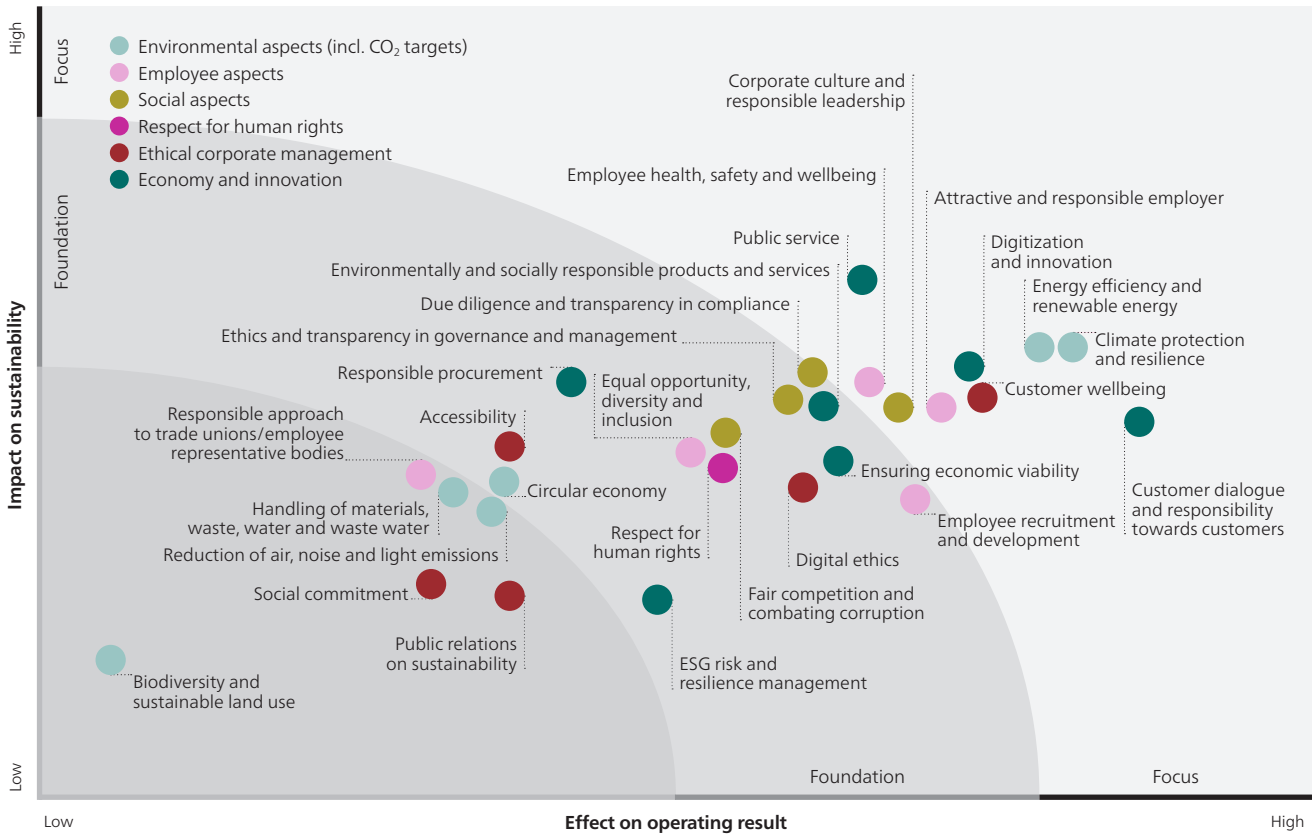 High
Focus
Foundation
Impact on sustainability
Low
Environmental aspects (incl. CO₂ targets)
Employee aspects
Social aspects
Respect for human rights
Ethical corporate management
Economy and innovation
Corporate culture and
responsible leadership
Employee health, safety and wellbeing
Attractive and responsible employer
Public service
Digitization
and innovation
Environmentally and socially responsible products and services
Energy efficiency and
renewable energy
Due diligence and transparency in compliance
Ethics and transparency in governance and management
Climate protection
and resilience
Responsible procurement
Equal opportunity,
diversity and
inclusion
Customer wellbeing
Responsible approach
to trade unions/employee
representative bodies
Accessibility
Ensuring economic viability
Circular economy
Customer dialogue
and responsibility
towards customers
Handling of materials,
waste, water and waste water
Employee recruitment
and development
Respect for
human rights
Reduction of air, noise and light emissions
Digital ethics
Social commitment
Fair competition and
combating corruption
Public relations
on sustainability
ESG risk and
resilience management
Biodiversity and
sustainable land use
Foundation
Focus
Low
Effect on operating result
High